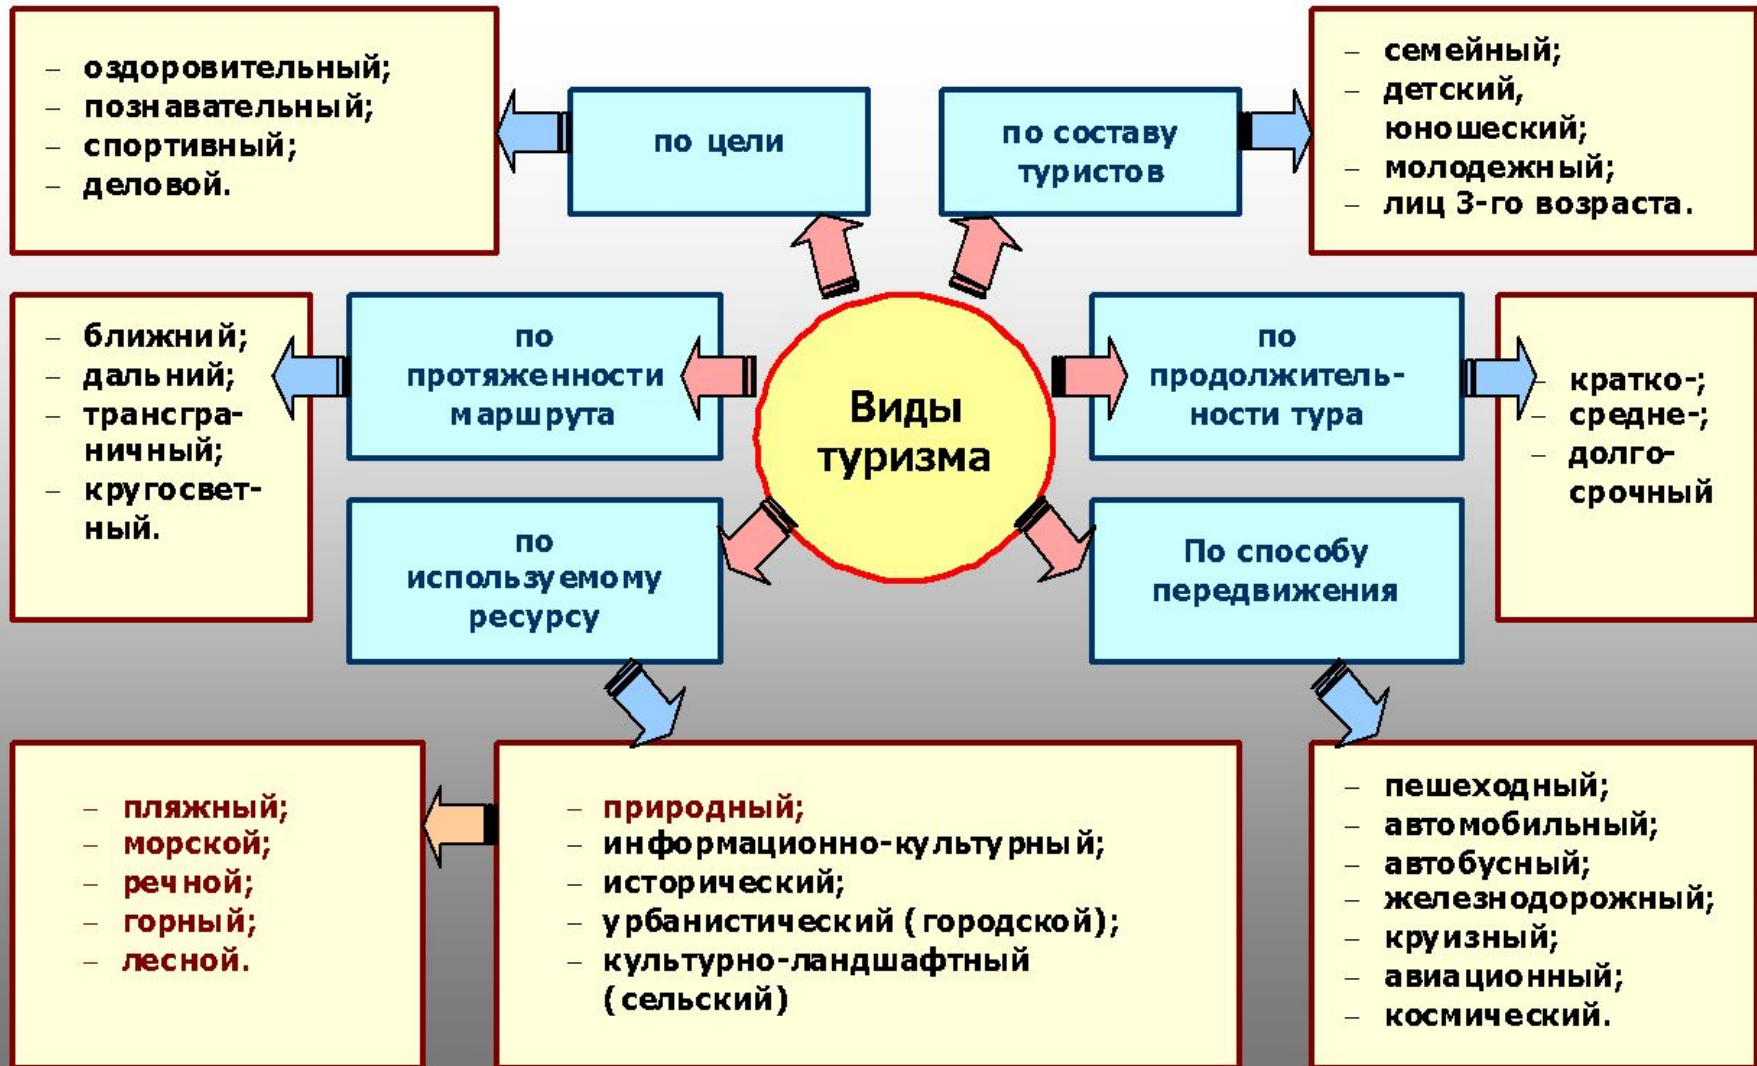 – оздоровительный;
– познавательный;
– спортивный;
– деловой.
по цели
по составу
туристов
– семейный;
– детский,
юношеский;
– молодежный;
– лиц 3-го возраста.
– ближний;
– дальний;
– трансгра-
ничный;
– кругосвет-
ный.
по
протяженности
маршрута
Виды
туризма
по
продолжитель-
ности тура
– кратко-;
– средне-;
– долго-
срочный
по
используемому
ресурсу
По способу
передвижения
– пляжный;
– морской;
– речной;
– горный;
– лесной.
– природный;
– информационно-культурный;
– исторический;
– урбанистический (городской);
– культурно-ландшафтный
(сельский)
– пешеходный;
– автомобильный;
– автобусный;
– железнодорожный;
– круизный;
– авиационный;
– космический.